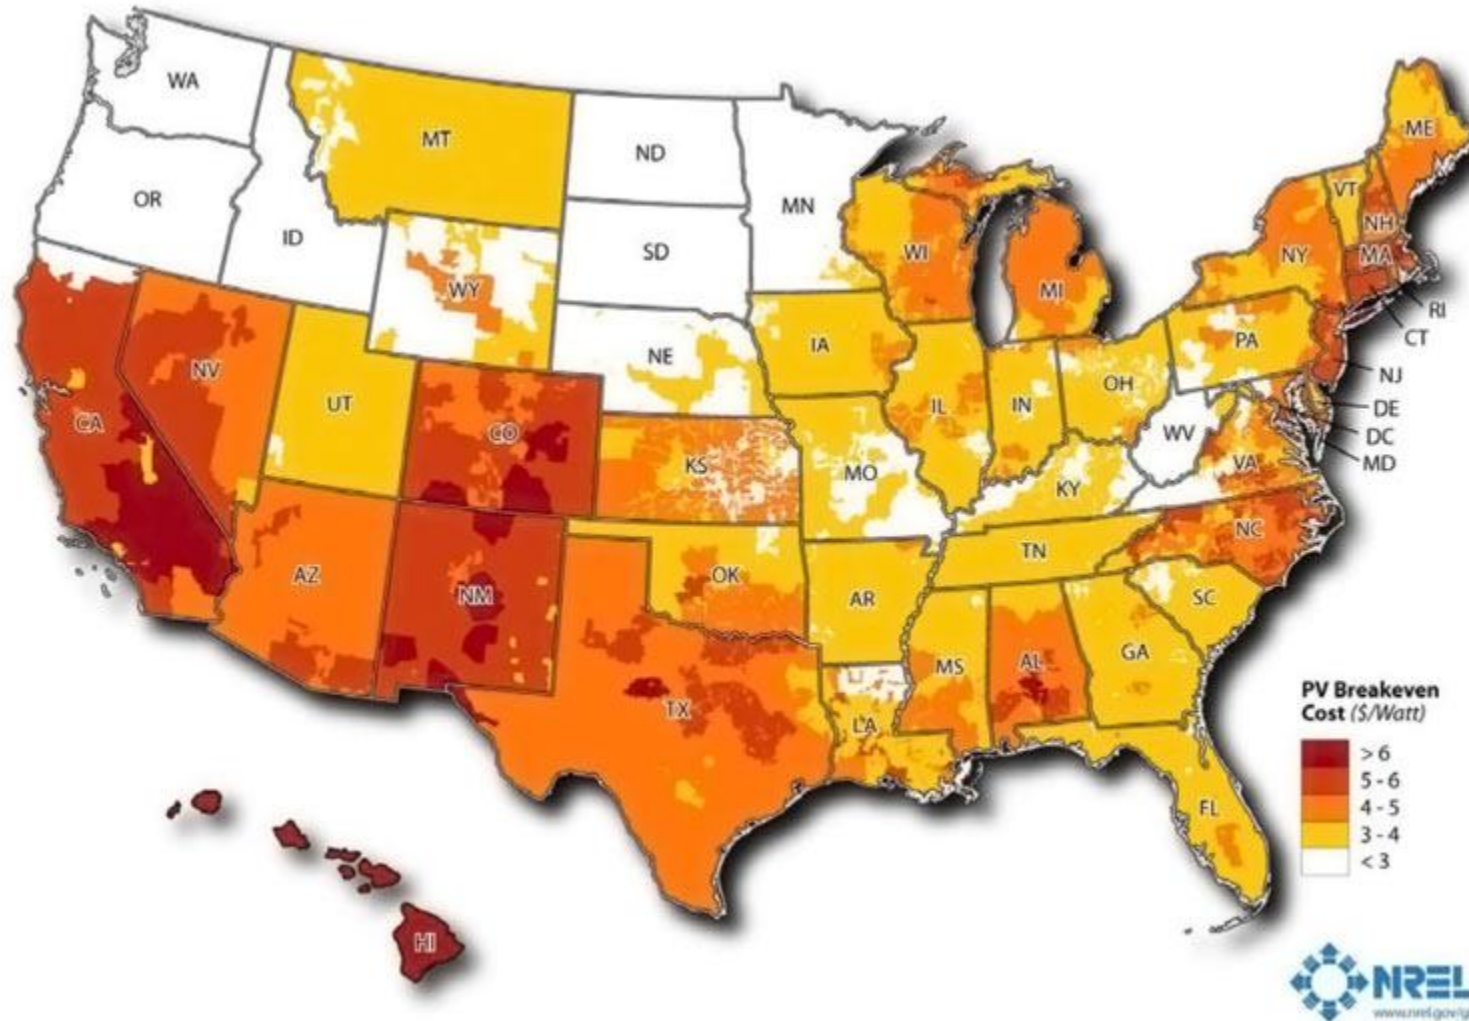 WA
MT
ND
MN
OR
ID
SD
WY
WI
MI
ME
VT
NH
NY
MA
RI
CT
NV
UT
CA
CO
NE
IA
IL
IN
OH
PA
NJ
DE
DC
MD
KS
MO
KY
WV
VA
AZ
NM
OK
AR
TN
NC
SC
TX
LA
MS
AL
GA
FL
HI
PV Breakeven
Cost ($/Watt)
> 6
5 - 6
4 - 5
3 - 4
< 3
NREL